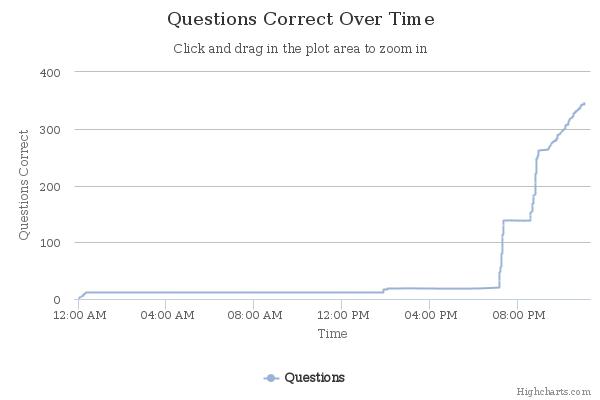 Questions Correct Over Time
Click and drag in the plot area to zoom in
Questions Correct
400
300
200
100
0
12:00 AM
04:00 AM
08:00 AM
12:00 PM
04:00 PM
08:00 PM
Time
Questions
Highcharts.com